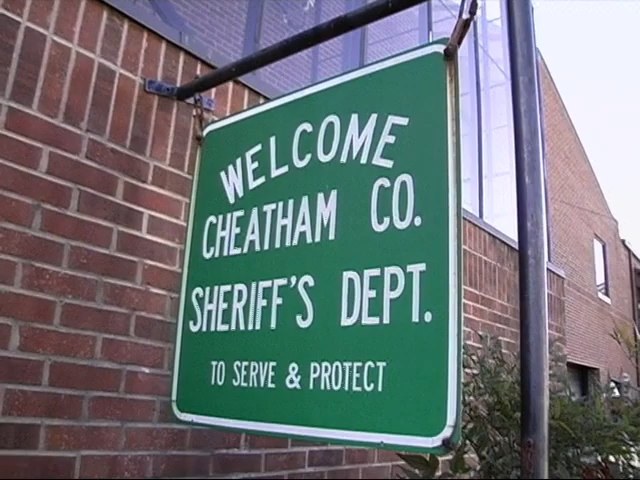 WELCOME
CHEATHAM CO.
SHERIFF'S DEPT.
TO SERVE & PROTECT